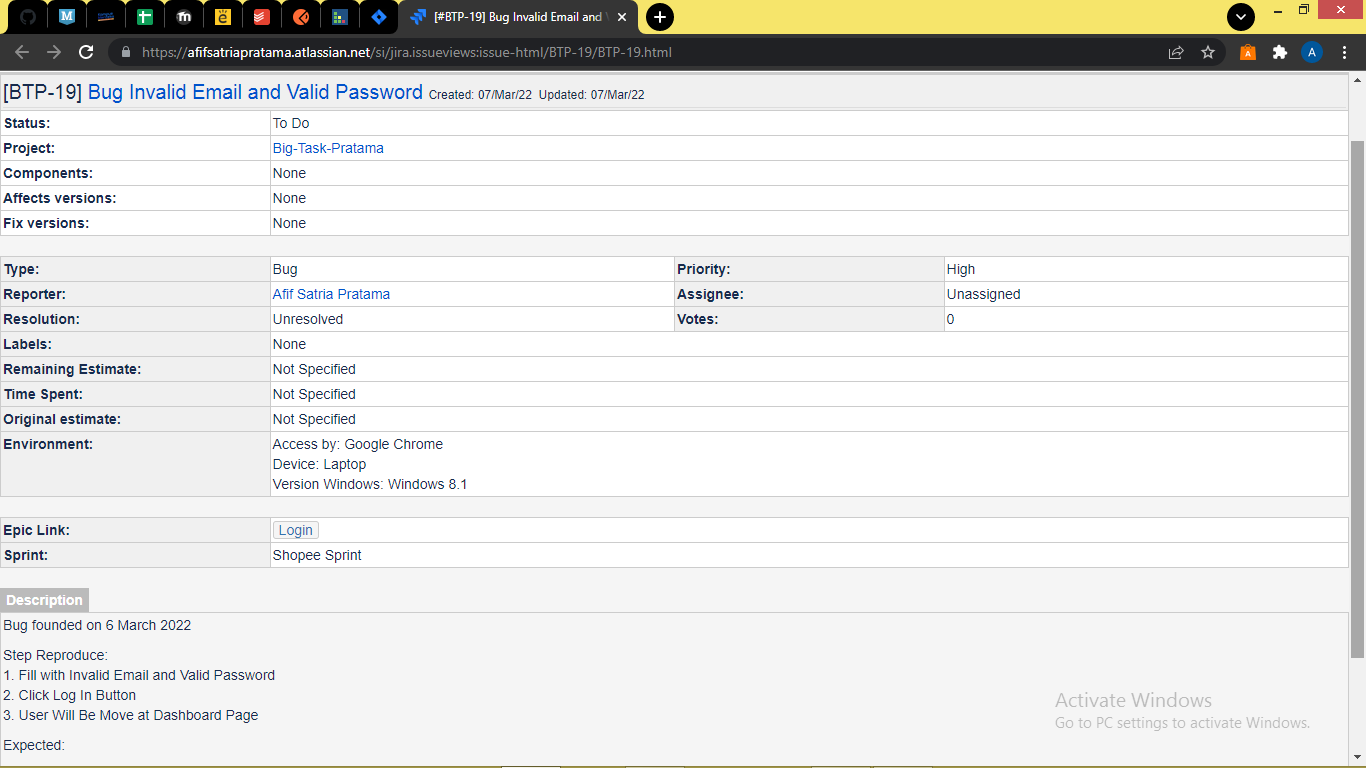 [#BTP-19] Bug Invalid Email and
https://afifsatriapratama.atlassian.net/si/jira.issueviews:issue-html/BTP-19/BTP-19.html
A
[BTP-19] Bug Invalid Email and Valid Password Created: 07/Mar/22 Updated: 07/Mar/22
Status: To Do
Project: Big-Task-Pratama
Components: None
Affects versions: None
Fix versions: None
Type: Bug Priority: High
Reporter: Afif Satria Pratama Assignee: Unassigned
Resolution: Unresolved Votes: 0
Labels: None
Remaining Estimate: Not Specified
Time Spent: Not Specified
Original estimate: Not Specified
Environment: Access by: Google Chrome
Device: Laptop
Version Windows: Windows 8.1
Epic Link: Login
Sprint: Shopee Sprint
Description
Bug founded on 6 March 2022
Step Reproduce:
1. Fill with Invalid Email and Valid Password
2. Click Log In Button
3. User Will Be Move at Dashboard Page
Expected:
Activate Windows
Go to PC settings to activate Windows.